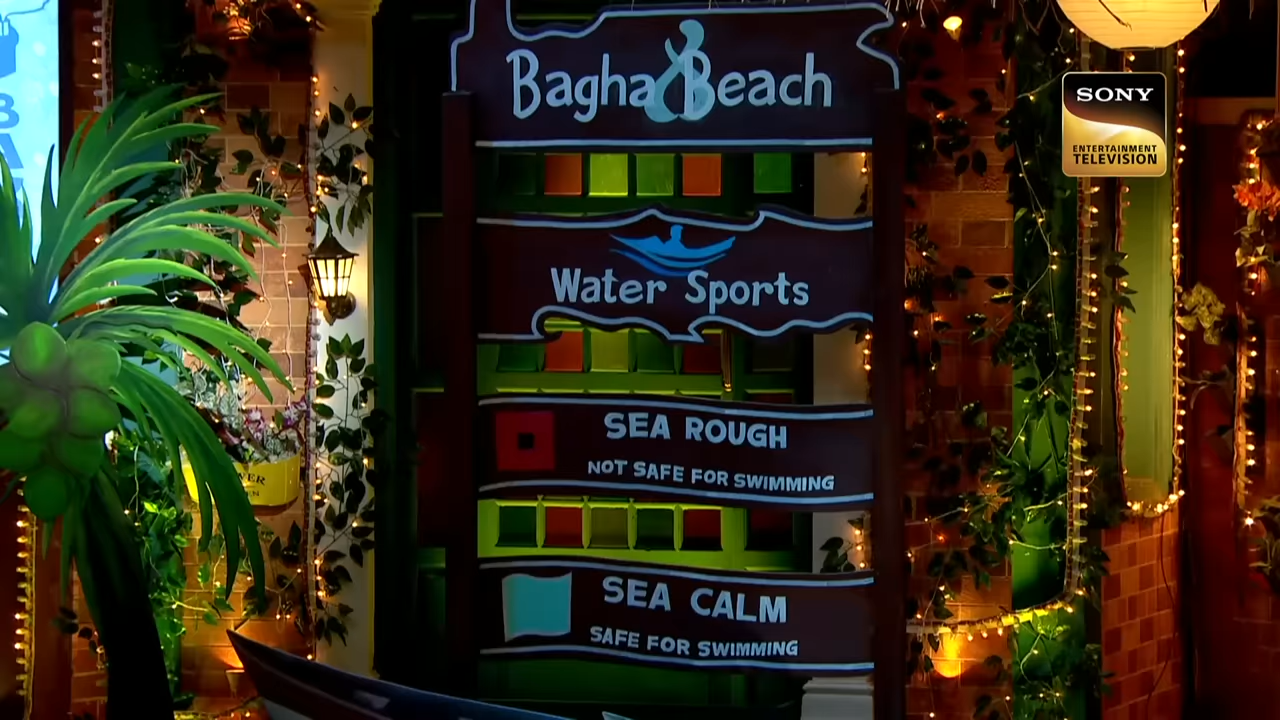 Bagha & Beach
SONY
ENTERTAINMENT
TELEVISION
Water Sports
SEA ROUGH
NOT SAFE FOR SWIMMING
SEA CALM
SAFE FOR SWIMMING